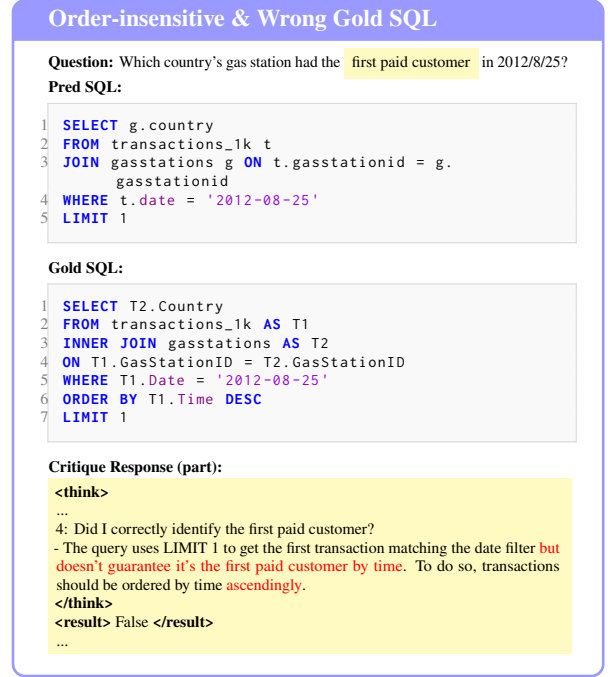 Order-insensitive & Wrong Gold SQL
Question: Which country's gas station had the first paid customer in 2012/8/25?
Pred SQL:
1 SELECT g.country
2 FROM transactions_1k t
3 JOIN gasstations g ON t.gasstationid = g.
gasstationid
4 WHERE t.date = '2012-08-25'
5 LIMIT 1
Gold SQL:
1 SELECT T2.Country
2 FROM transactions_1k AS T1
3 INNER JOIN gasstations AS T2
4 ON T1.GasStationID = T2.GasStationID
5 WHERE T1.Date = '2012-08-25'
6 ORDER BY T1.Time DESC
7 LIMIT 1
Critique Response (part):
<think>
...
4: Did I correctly identify the first paid customer?
- The query uses LIMIT 1 to get the first transaction matching the date filter but
doesn't guarantee it's the first paid customer by time. To do so, transactions
should be ordered by time ascendingly.
</think>
<result> False </result>
...